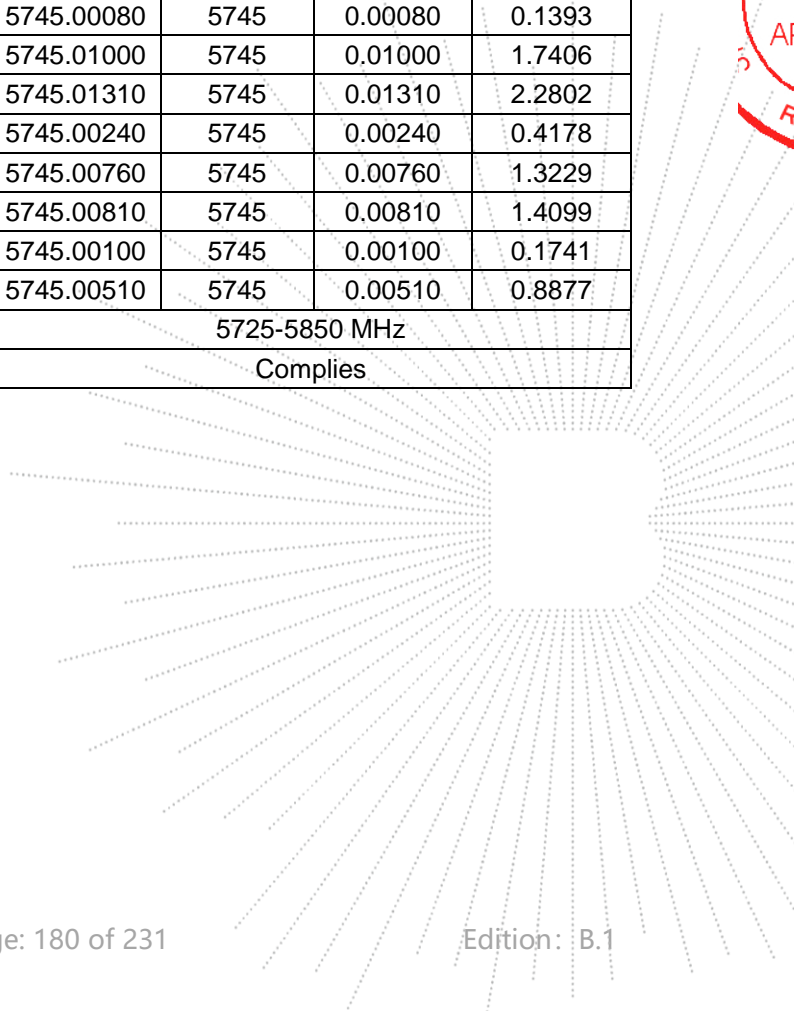 5745.00080 5745 0.00080 0.1393
5745.01000 5745 0.01000 1.7406
5745.01310 5745 0.01310 2.2802
5745.00240 5745 0.00240 0.4178
5745.00760 5745 0.00760 1.3229
5745.00810 5745 0.00810 1.4099
5745.00100 5745 0.00100 0.1741
5745.00510 5745 0.00510 0.8877
5725-5850 MHz
Complies
: 180 of 231 Edition: B.1